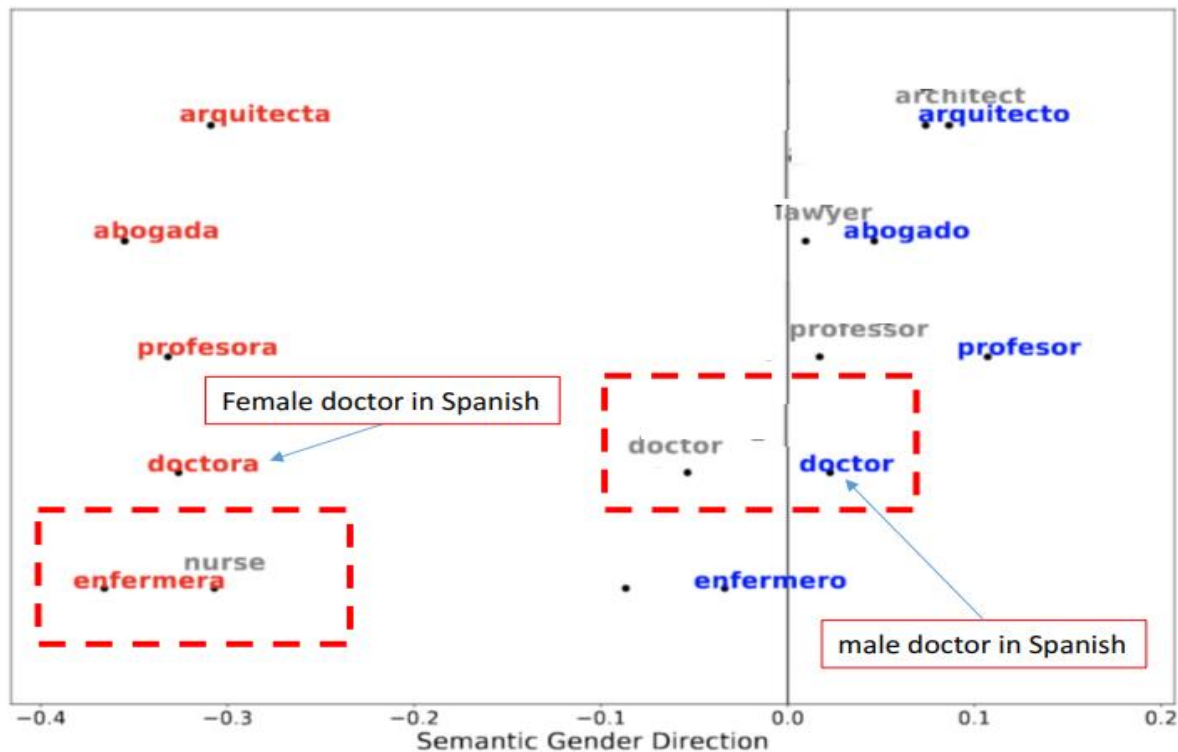 architect
arquitecta
arquitecto
lawyer
abogada
abogado
professor
profesora
profesor
Female doctor in Spanish
doctor
doctora
doctor
nurse
enfermera
enfermero
male doctor in Spanish
−0.4 −0.3 −0.2 −0.1 0.0 0.1 0.2
Semantic Gender Direction